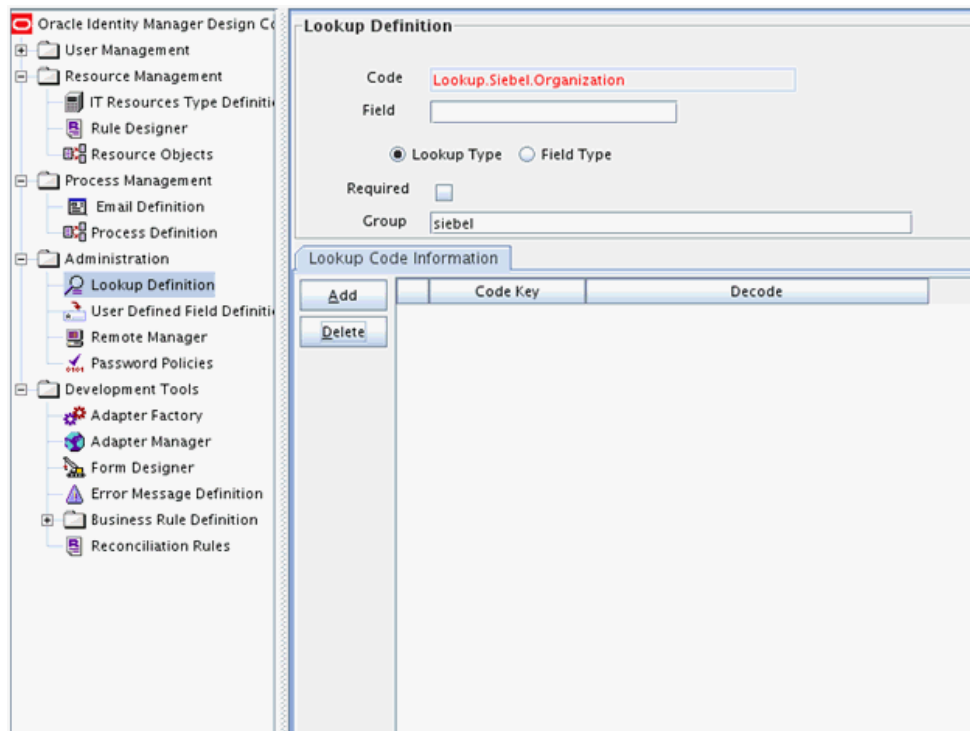 Oracle Identity Manager Design Co
User Management
Resource Management
IT Resources Type Definiti
Rule Designer
Resource Objects
Process Management
Email Definition
Process Definition
Administration
Lookup Definition
User Defined Field Definiti
Remote Manager
Password Policies
Development Tools
Adapter Factory
Adapter Manager
Form Designer
Error Message Definition
Business Rule Definition
Reconciliation Rules
Lookup Definition
Code Lookup.Siebel.Organization
Field
Lookup Type Field Type
Required
Group siebel
Lookup Code Information
Add
Delete
Code Key Decode